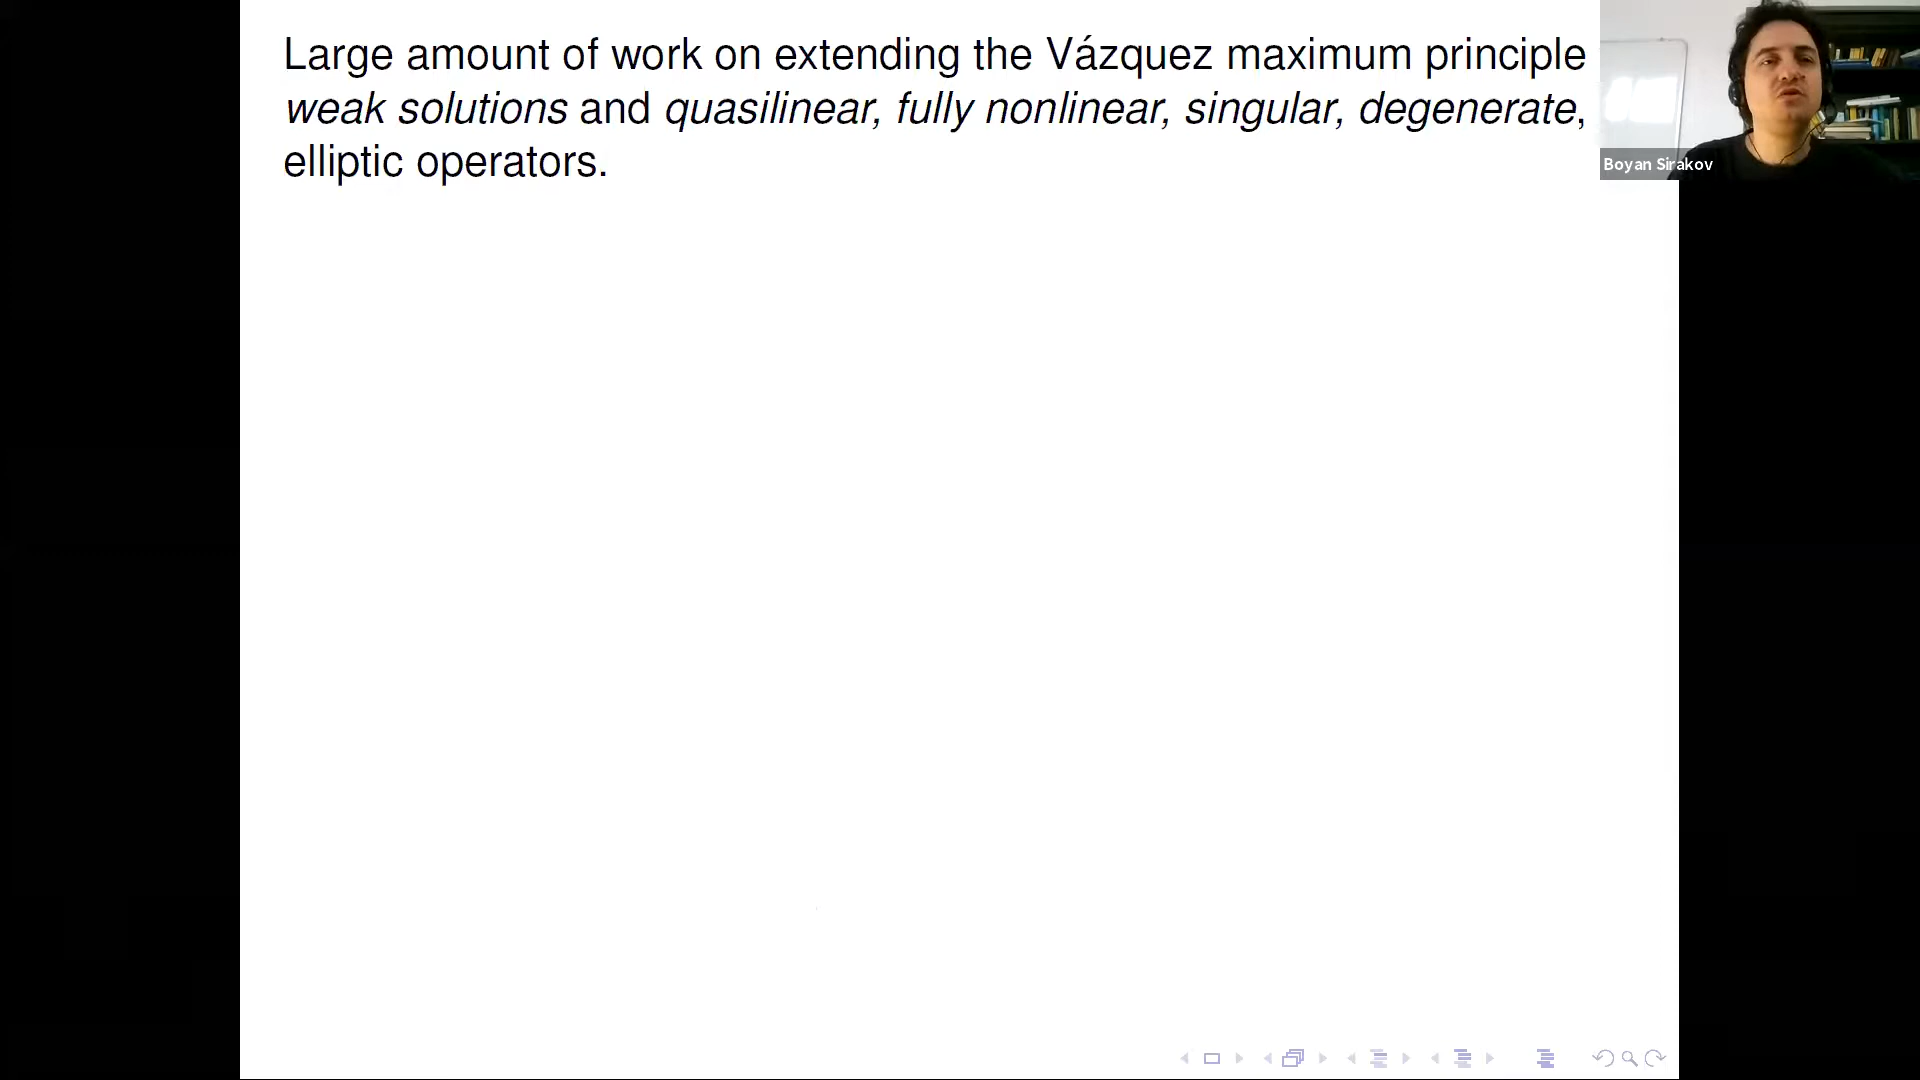 Large amount of work on extending the Vázquez maximum principle
weak solutions and quasilinear, fully nonlinear, singular, degenerate,
elliptic operators.
Boyan Sirakov